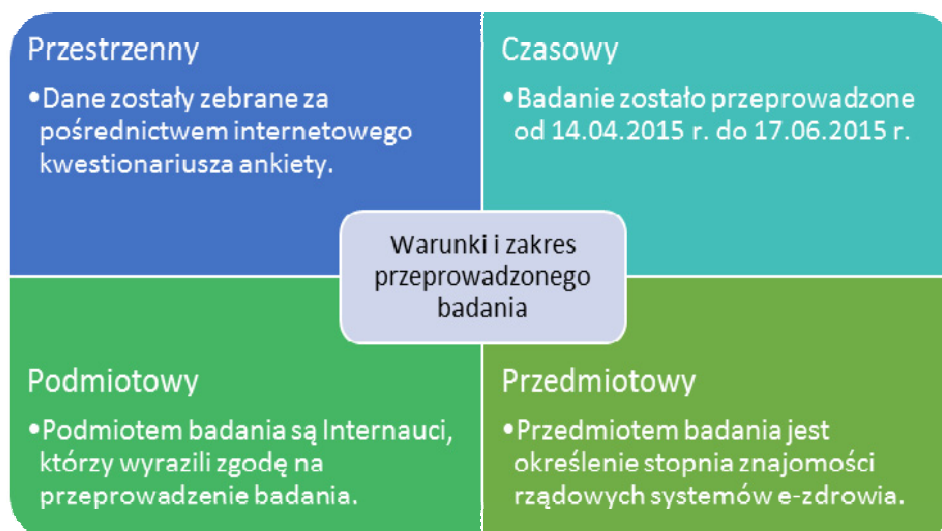 Przestrzenny
•Dane zostały zebrane za
pośrednictwem internetowego
kwestionariusza ankiety.
Czasowy
•Badanie zostało przeprowadzone
od 14.04.2015 r. do 17.06.2015 r.
Warunki i zakres
przeprowadzonego
badania
Podmiotowy
•Podmiotem badania są Internauci,
którzy wyrazili zgodę na
przeprowadzenie badania.
Przedmiotowy
•Przedmiotem badania jest
określenie stopnia znajomości
rządowych systemów e-zdrowia.